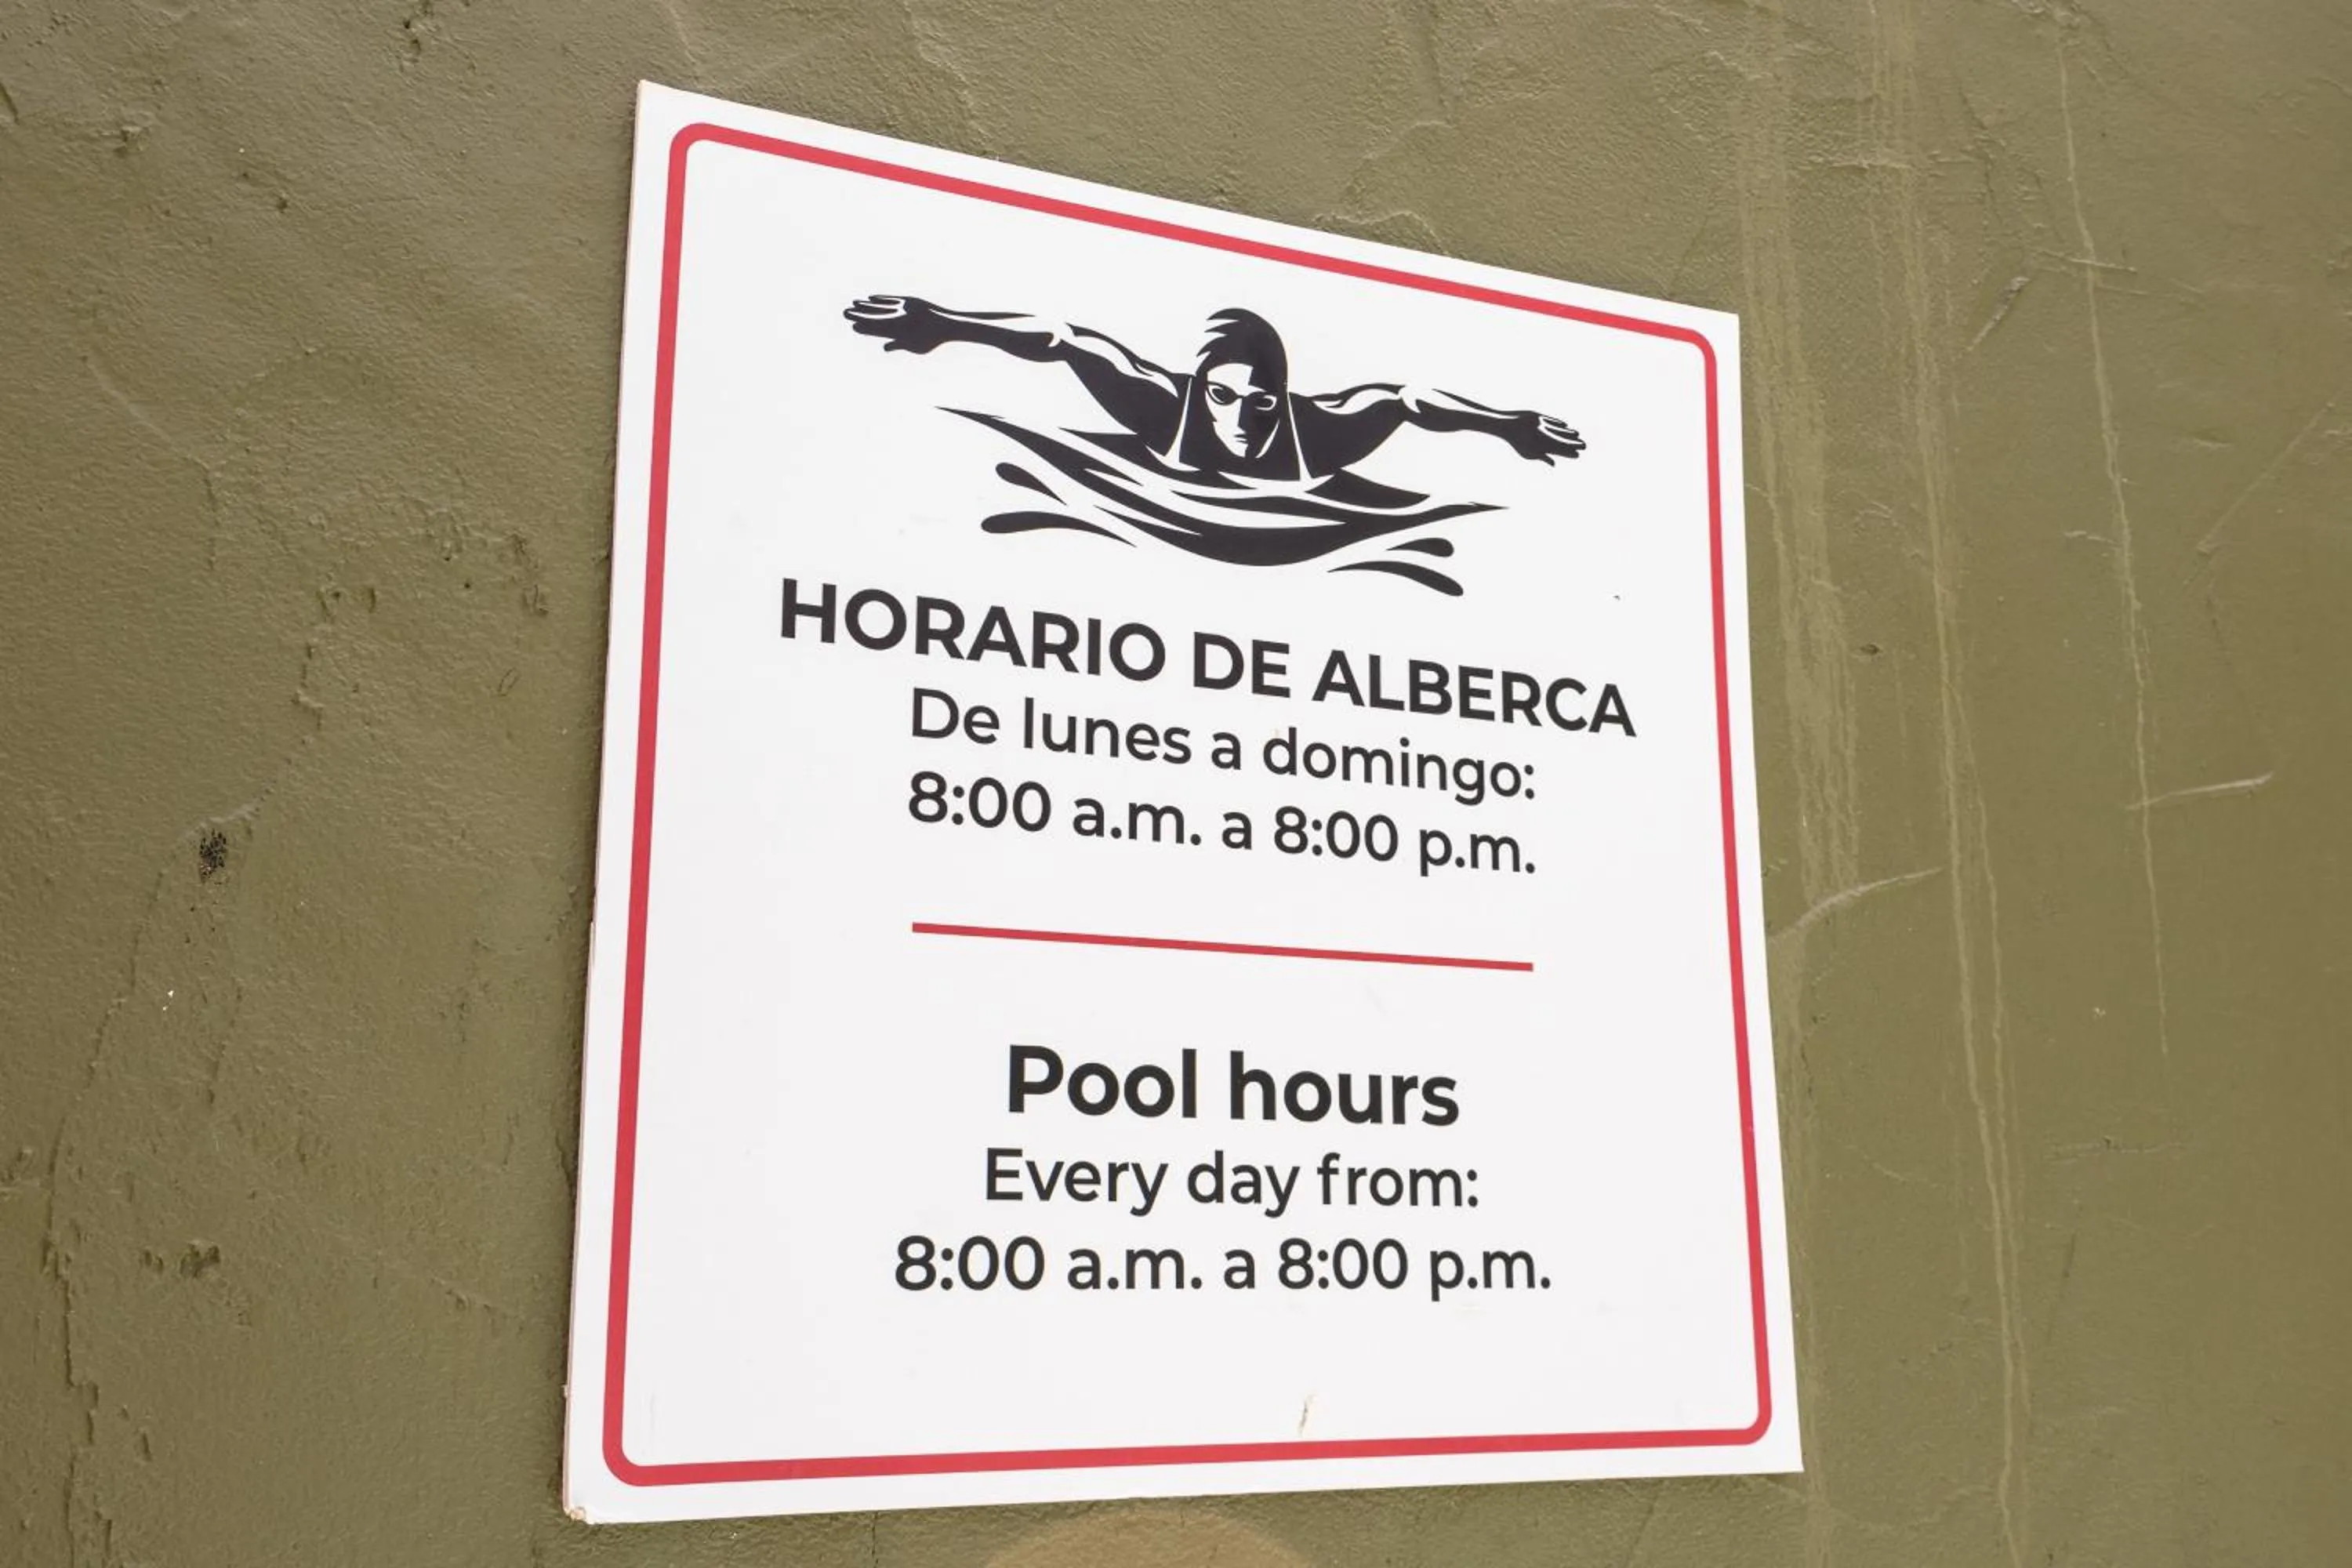 HORARIO DE ALBERCA
De lunes a domingo:
8:00 a.m. a 8:00 p.m.
Pool hours
Every day from:
8:00 a.m. a 8:00 p.m.